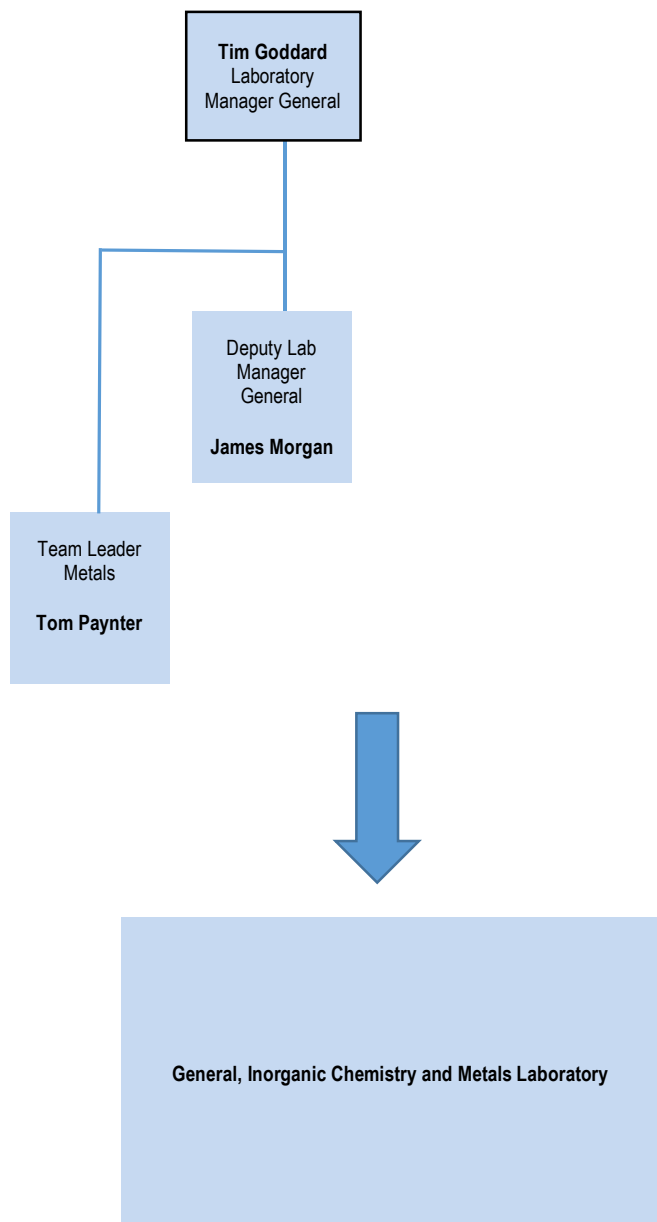 Tim Goddard
Laboratory
Manager General
Deputy Lab
Manager
General
James Morgan
Team Leader
Metals
Tom Paynter
General, Inorganic Chemistry and Metals Laboratory